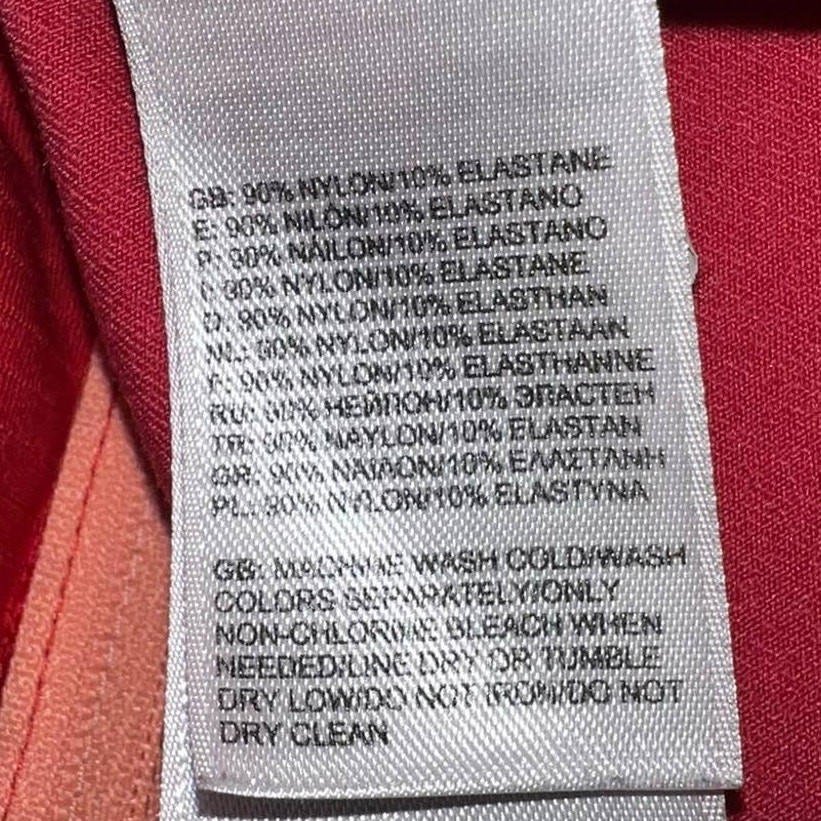 GB: 90% NYLON/10% ELASTANE
E: 90% NILÓN/10% ELASTANO
P: 90% NÁILON/10% ELASTANO
I: 90% NYLON/10% ELASTANE
D: 90% NYLON/10% ELASTHAN
NL: 90% NYLON/10% ELASTAAN
F: 90% NYLON/10% ELASTHANNE
RU: 90% НЕЙЛОН/10% ЭЛАСТЕН
TR: 90% NAYLON/10% ELASTAN
GR: 90% ΝΑΪΛΟΝ/10% ΕΛΑΣΤΑΝΗ
PL: 90% NYLON/10% ELASTYNA
GB: MACHINE WASH COLD/WASH
COLORS SEPARATELY/ONLY
NON-CHLORINE BLEACH WHEN
NEEDED/LINE DRY OR TUMBLE
DRY LOW/DO NOT IRON/DO NOT
DRY CLEAN